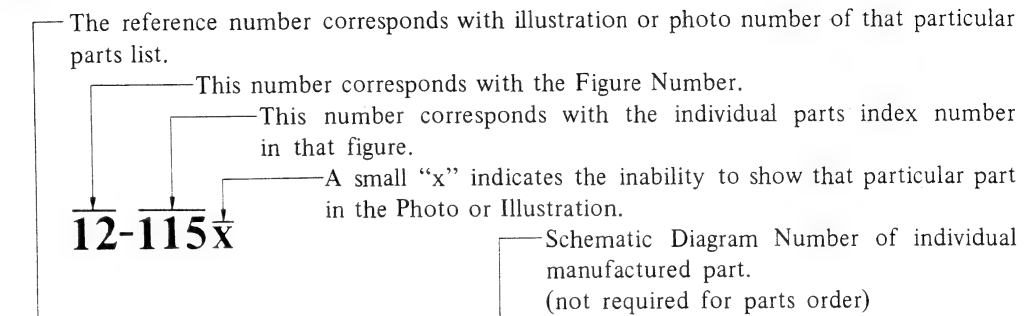 The reference number corresponds with illustration or photo number of that particular
parts list.
This number corresponds with the Figure Number.
This number corresponds with the individual parts index number
in that figure.
A small “x” indicates the inability to show that particular part
in the Photo or Illustration.
12-115x
Schematic Diagram Number of individual
manufactured part.
(not required for parts order)